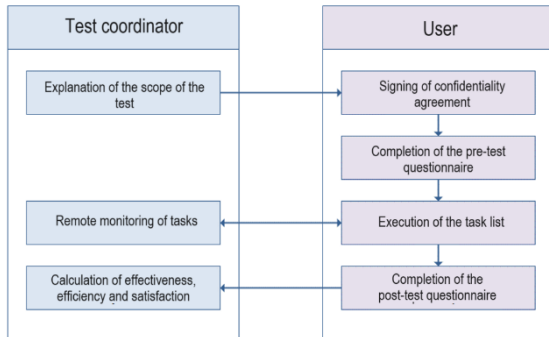 Test coordinator
User
Explanation of the scope of the
test
Signing of confidentiality
agreement
Completion of the pre-test
questionnaire
Remote monitoring of tasks
Execution of the task list
Calculation of effectiveness,
efficiency and satisfaction
Completion of the
post-test questionnaire